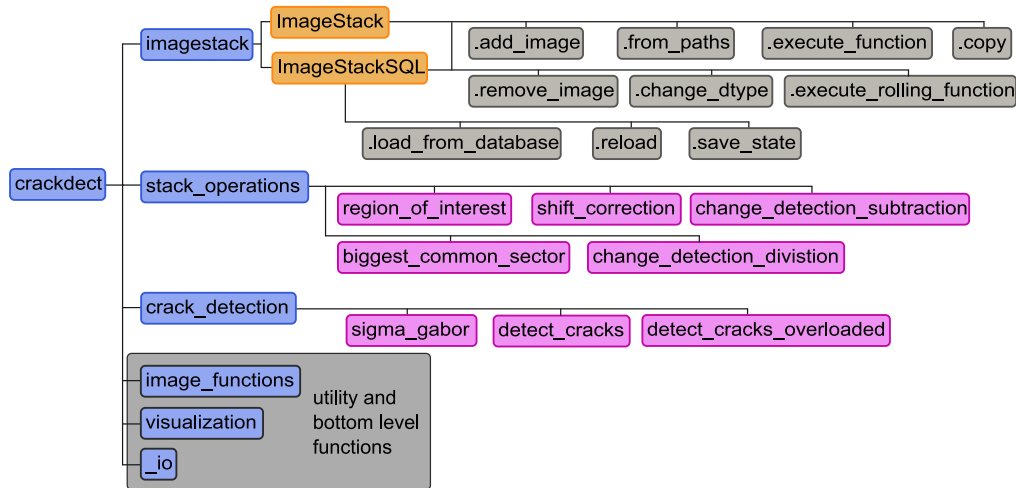 ImageStack
imagestack
.add_image .from_paths .execute_function .copy
ImageStackSQL
.remove_image .change_dtype .execute_rolling_function
.load_from_database .reload .save_state
crackdect
stack_operations
region_of_interest shift_correction change_detection_subtraction
biggest_common_sector change_detection_divistion
crack_detection
sigma_gabor detect_cracks detect_cracks_overloaded
image_functions
visualization
_io
utility and
bottom level
functions